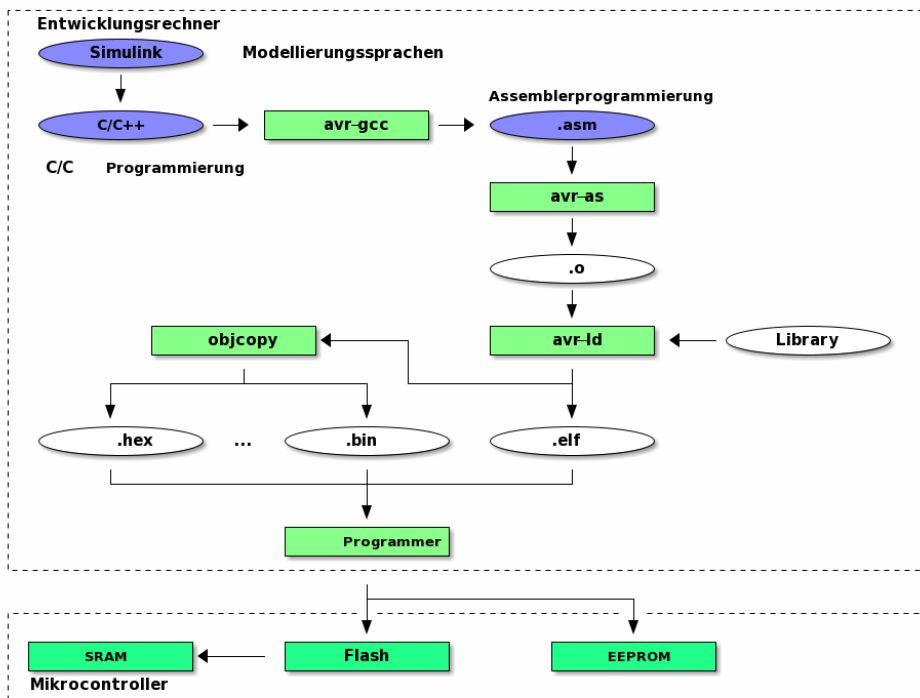 Entwicklungsrechner
Simulink
Modellierungssprachen
Assemblerprogrammierung
C/C++
avr-gcc
.asm
C/C Programmierung
avr-as
.o
objcopy
avr-ld
Library
.hex
...
.bin
.elf
Programmer
SRAM
Flash
EEPROM
Mikrocontroller